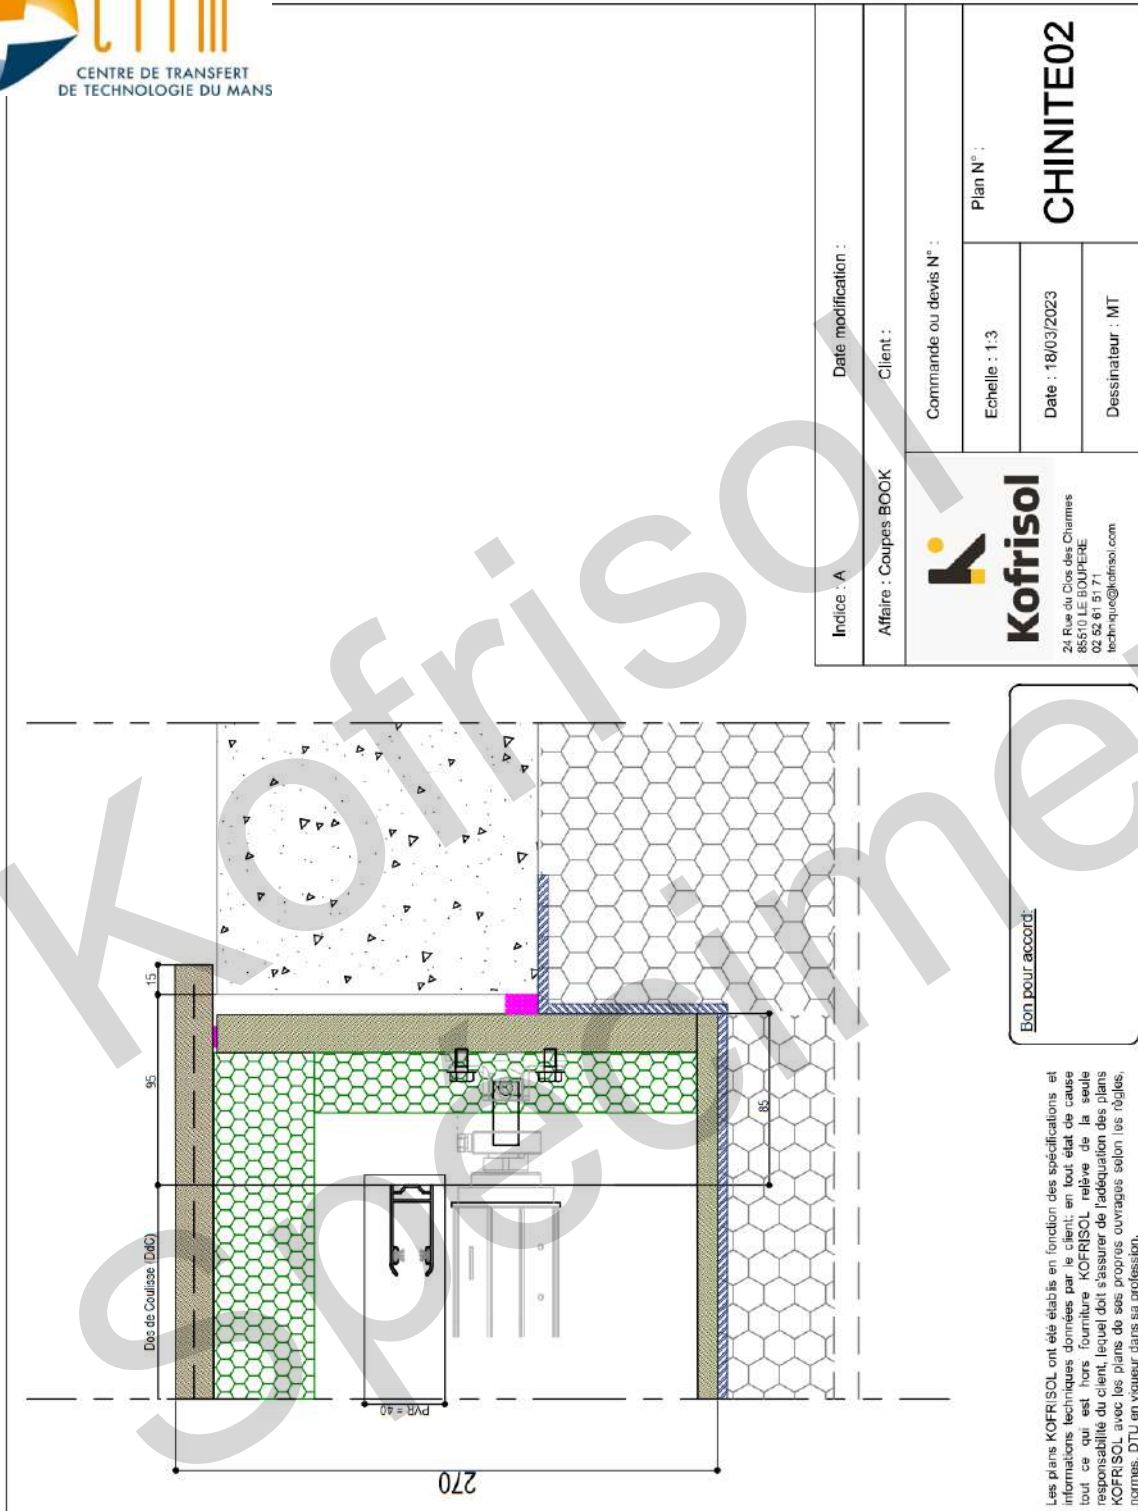 CENTRE DE TRANSFERT
DE TECHNOLOGIE DU MANS
Indice : A
Date modification :
Affaire : Coupes BOOK
Client :
Commande ou devis N° :
Echelle : 1:3
Plan N° :
CHINITE02
Date : 18/03/2023
Dessinateur : MT
Kofrisol
24 Rue du Clos des Charmes
85510 LE BOUPERE
02 52 61 51 71
technique@kofrisol.com
Bon pour accord:
Les plans KOFRISOL ont été établis en fonction des spécifications et
informations techniques données par le client; en tout état de cause
tout ce qui est hors fourniture KOFRISOL relève de la seule
responsabilité du client, lequel doit s'assurer de l'adéquation des plans
KOFRISOL avec les plans de ses propres ouvrages selon les règles,
normes, DTU en vigueur dans sa profession.
Dos de Coulisse (DdC)
95
15
85
PVR = 40
270
Kofrisol
Spécime